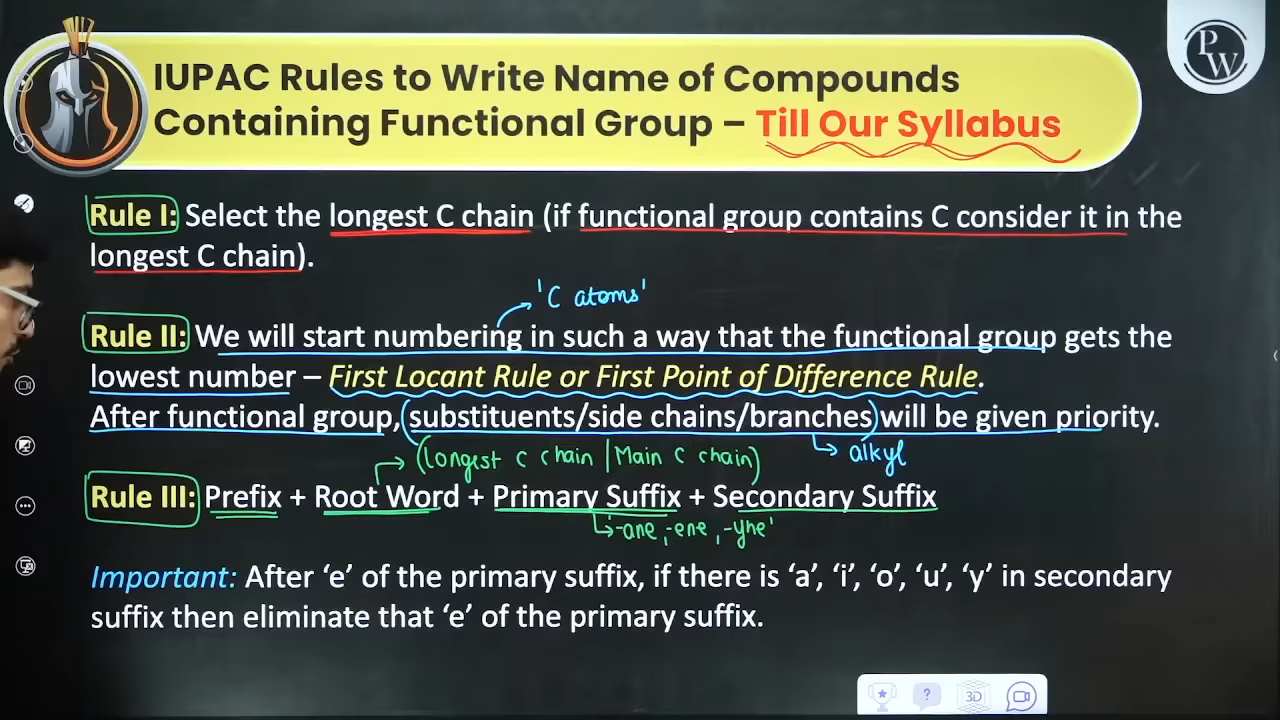 IUPAC Rules to Write Name of Compounds
Containing Functional Group – Till Our Syllabus
PW
Rule I: Select the longest C chain (if functional group contains C consider it in the
longest C chain).
'C atoms'
Rule II: We will start numbering in such a way that the functional group gets the
lowest number – First Locant Rule or First Point of Difference Rule.
After functional group, (substituents/side chains/branches) will be given priority.
(longest C chain | Main C chain)
alkyl
Rule III: Prefix + Root Word + Primary Suffix + Secondary Suffix
'-ane, -ene, -yne'
Important: After ‘e’ of the primary suffix, if there is ‘a’, ‘i’, ‘o’, ‘u’, ‘y’ in secondary
suffix then eliminate that ‘e’ of the primary suffix.
? 3D